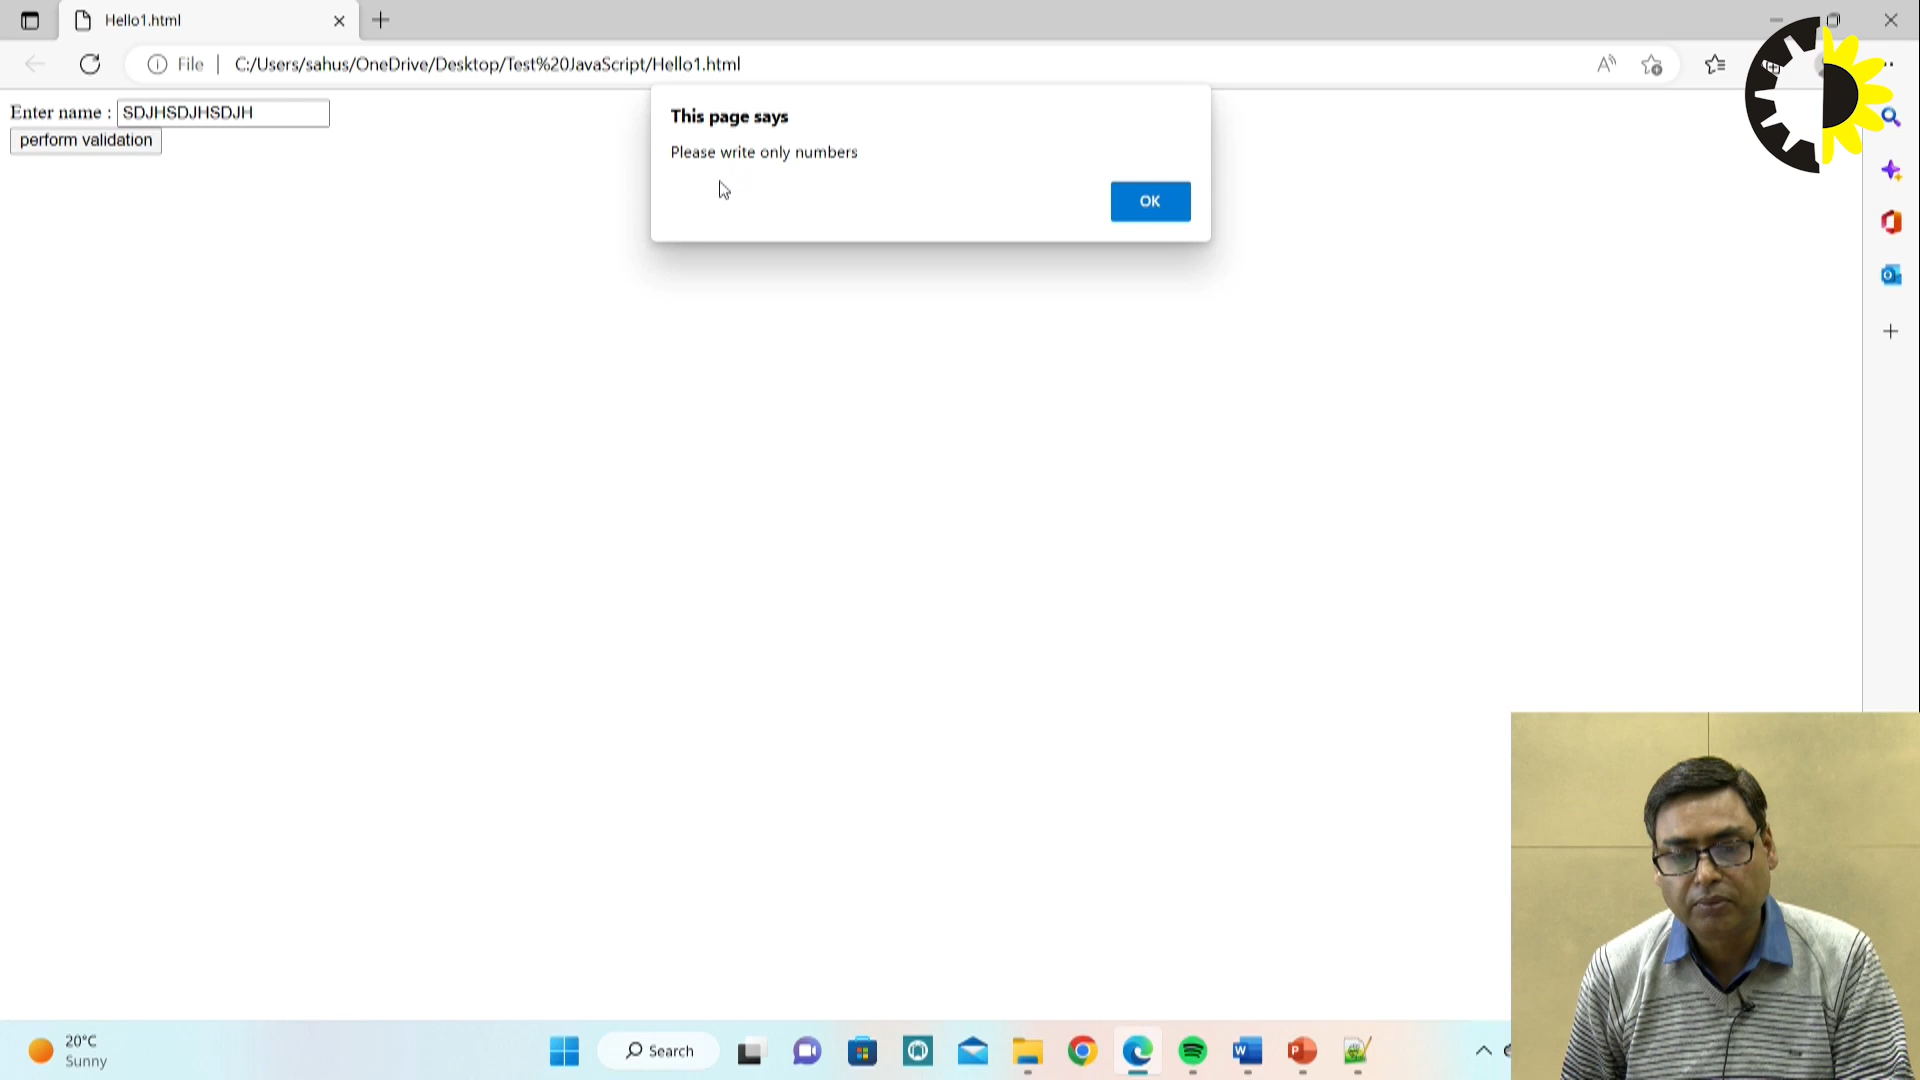 Hello1.html
File
C:/Users/sahus/OneDrive/Desktop/Test%20JavaScript/Hello1.html
Enter name : SDJHSDJHSDJH
perform validation
This page says
Please write only numbers
OK
20°C
Sunny
Search